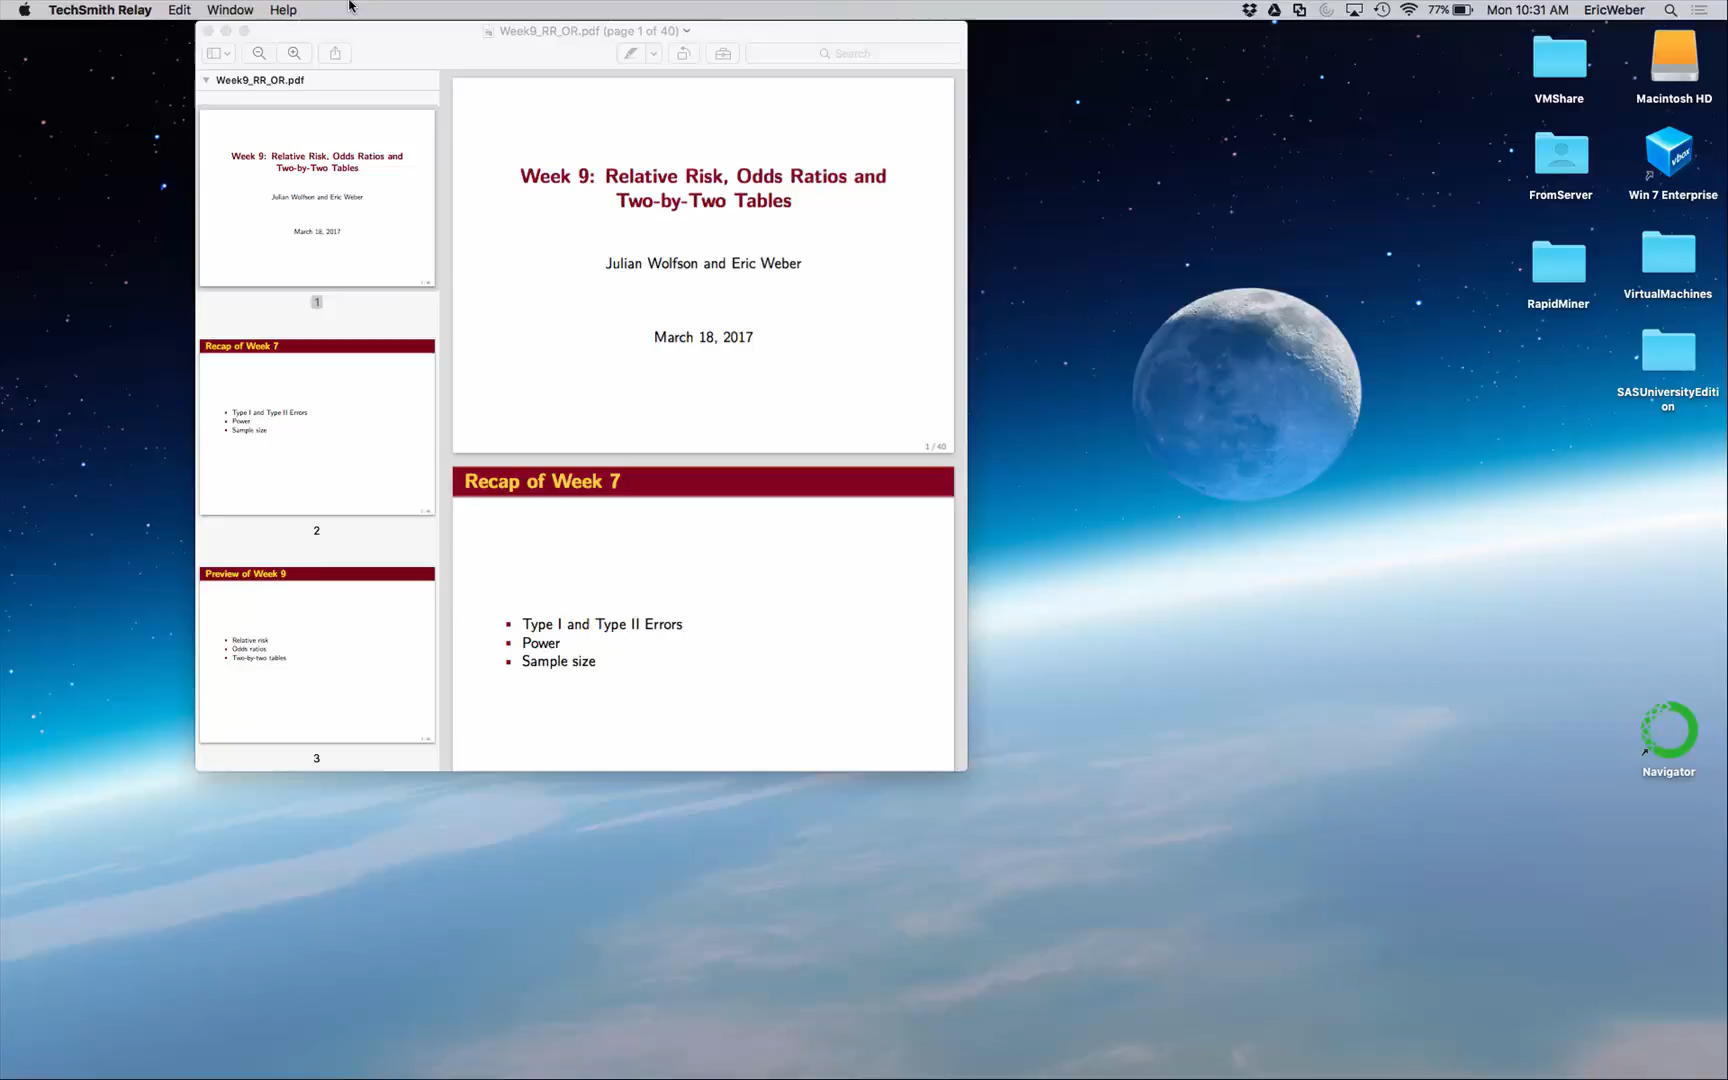 TechSmith Relay Edit Window Help
77% Mon 10:31 AM EricWeber
Week9_RR_OR.pdf (page 1 of 40)
Search
Week9_RR_OR.pdf
Week 9: Relative Risk, Odds Ratios and
Two-by-Two Tables
Julian Wolfson and Eric Weber
March 18, 2017
1
Recap of Week 7
Type I and Type II Errors
Power
Sample size
2
Preview of Week 9
Relative risk
Odds ratios
Two-by-two tables
3
Week 9: Relative Risk, Odds Ratios and
Two-by-Two Tables
Julian Wolfson and Eric Weber
March 18, 2017
1 / 40
Recap of Week 7
Type I and Type II Errors
Power
Sample size
VMShare
Macintosh HD
FromServer
vbox
Win 7 Enterprise
RapidMiner
VirtualMachines
SASUniversityEditi
on
Navigator